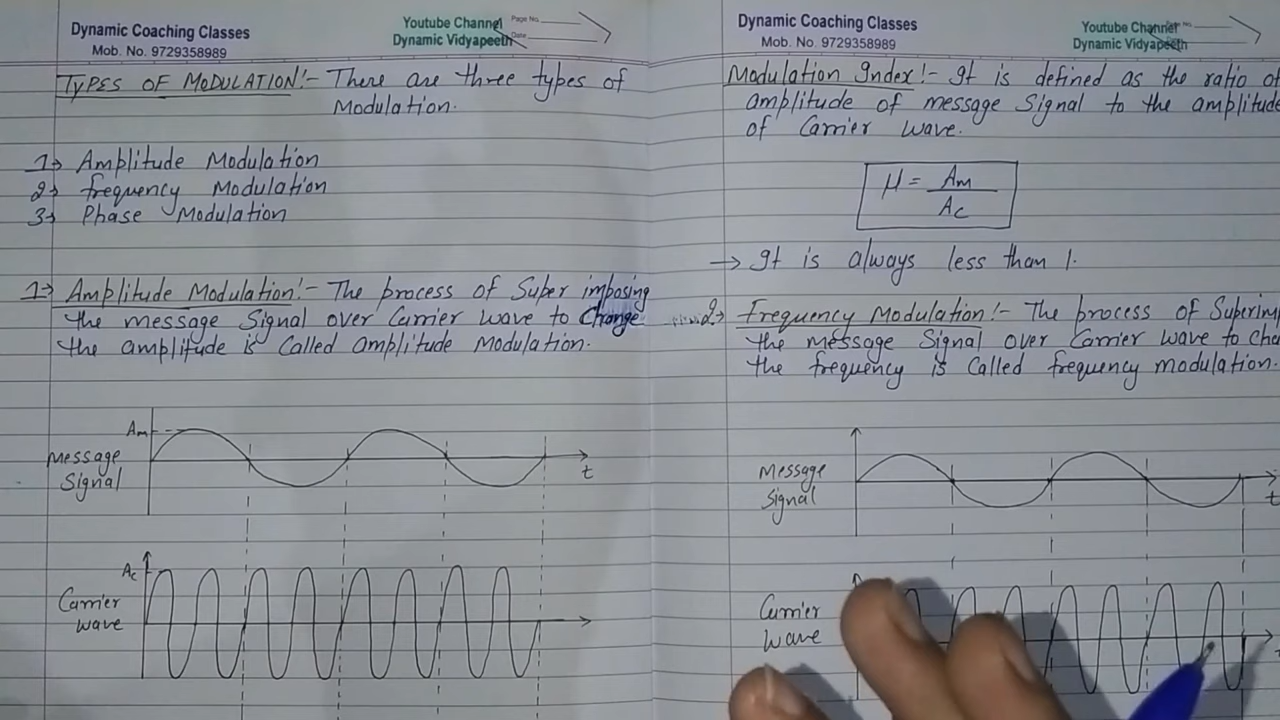 Dynamic Coaching Classes
Mob. No. 9729358989
Youtube Channel
Dynamic Vidyapeeth
Page No.
Date
TYPES OF MODULATION:- There are three types of
Modulation.
1→ Amplitude Modulation
2→ frequency Modulation
3→ Phase Modulation
1→ Amplitude Modulation:- The process of Super imposing
the message Signal over Carrier wave to Change
the amplitude is Called amplitude Modulation.
Am
Message
Signal
t
Ac
Carrier
wave
Dynamic Coaching Classes
Mob. No. 9729358989
Youtube Channel
Dynamic Vidyapeeth
Modulation Index:- It is defined as the ratio of
amplitude of message Signal to the amplitude
of Carrier wave.
μ = Am / Ac
→ It is always less than 1.
2→ Frequency Modulation:- The process of Superim
the message Signal over Carrier wave to cha
the frequency is Called frequency modulation.
Message
Signal
t
Carrier
wave